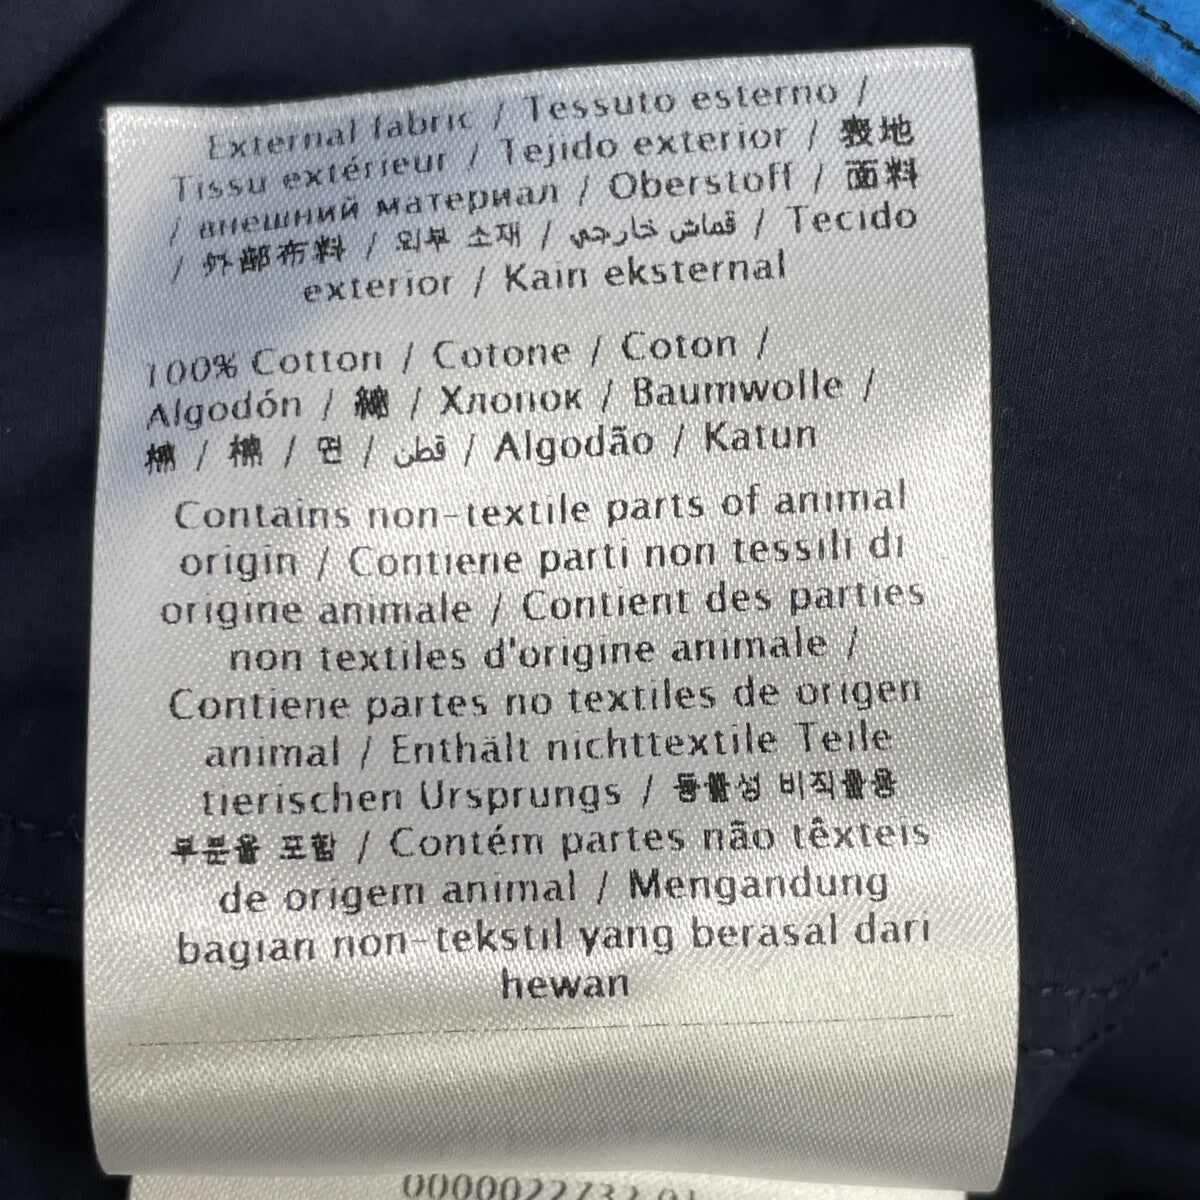 External fabric / Tessuto esterno /
Tissu extérieur / Tejido exterior / 表地
/ внешний материал / Oberstoff / 面料
/ 外部布料 / 외부 소재 / قماش خارجي / Tecido
exterior / Kain eksternal
100% Cotton / Cotone / Coton /
Algodón / 綿 / Хлопок / Baumwolle /
棉 / 棉 / 면 / قطن / Algodão / Katun
Contains non-textile parts of animal
origin / Contiene parti non tessili di
origine animale / Contient des parties
non textiles d'origine animale /
Contiene partes no textiles de origen
animal / Enthält nichttextile Teile
tierischen Ursprungs / 동물성 비직물용
부분을 포함 / Contém partes não têxteis
de origem animal / Mengandung
bagian non-tekstil yang berasal dari
hewan